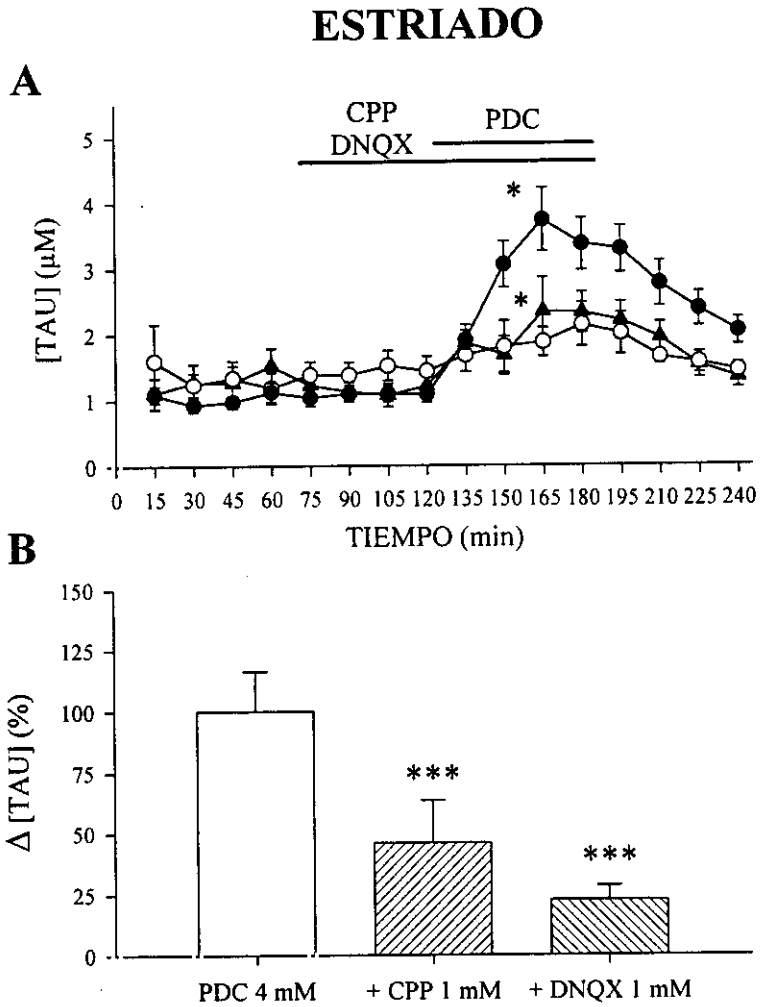 ESTRIADO
A
CPP
DNQX
PDC
[TAU] (μM)
5
4
3
2
1
0
*
*
0 15 30 45 60 75 90 105 120 135 150 165 180 195 210 225 240
TIEMPO (min)
B
Δ [TAU] (%)
150
125
100
75
50
25
0
***
***
PDC 4 mM + CPP 1 mM + DNQX 1 mM